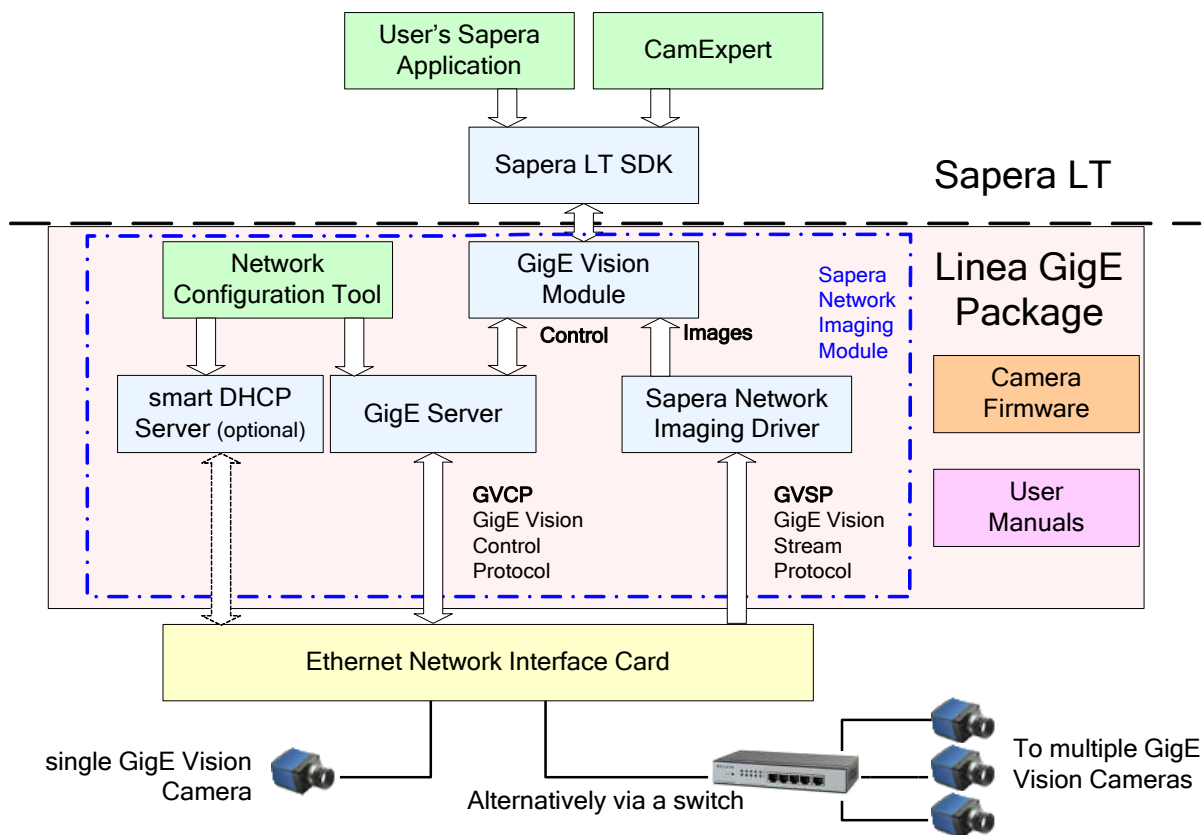 User's Sapera
Application
CamExpert
Sapera LT SDK
Sapera LT
Network
Configuration Tool
GigE Vision
Module
Sapera
Network
Imaging
Module
Linea GigE
Package
Control
Images
smart DHCP
Server (optional)
GigE Server
Sapera Network
Imaging Driver
Camera
Firmware
GVCP
GigE Vision
Control
Protocol
GVSP
GigE Vision
Stream
Protocol
User
Manuals
Ethernet Network Interface Card
single GigE Vision
Camera
Alternatively via a switch
To multiple GigE
Vision Cameras